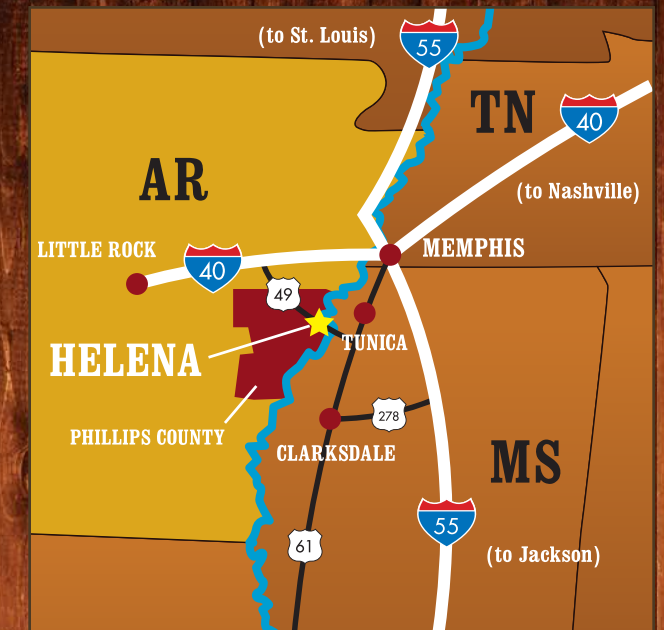 (to St. Louis)
55
TN
40
AR
(to Nashville)
LITTLE ROCK
MEMPHIS
40
49
TUNICA
HELENA
278
PHILLIPS COUNTY
CLARKSDALE
MS
55
61
(to Jackson)